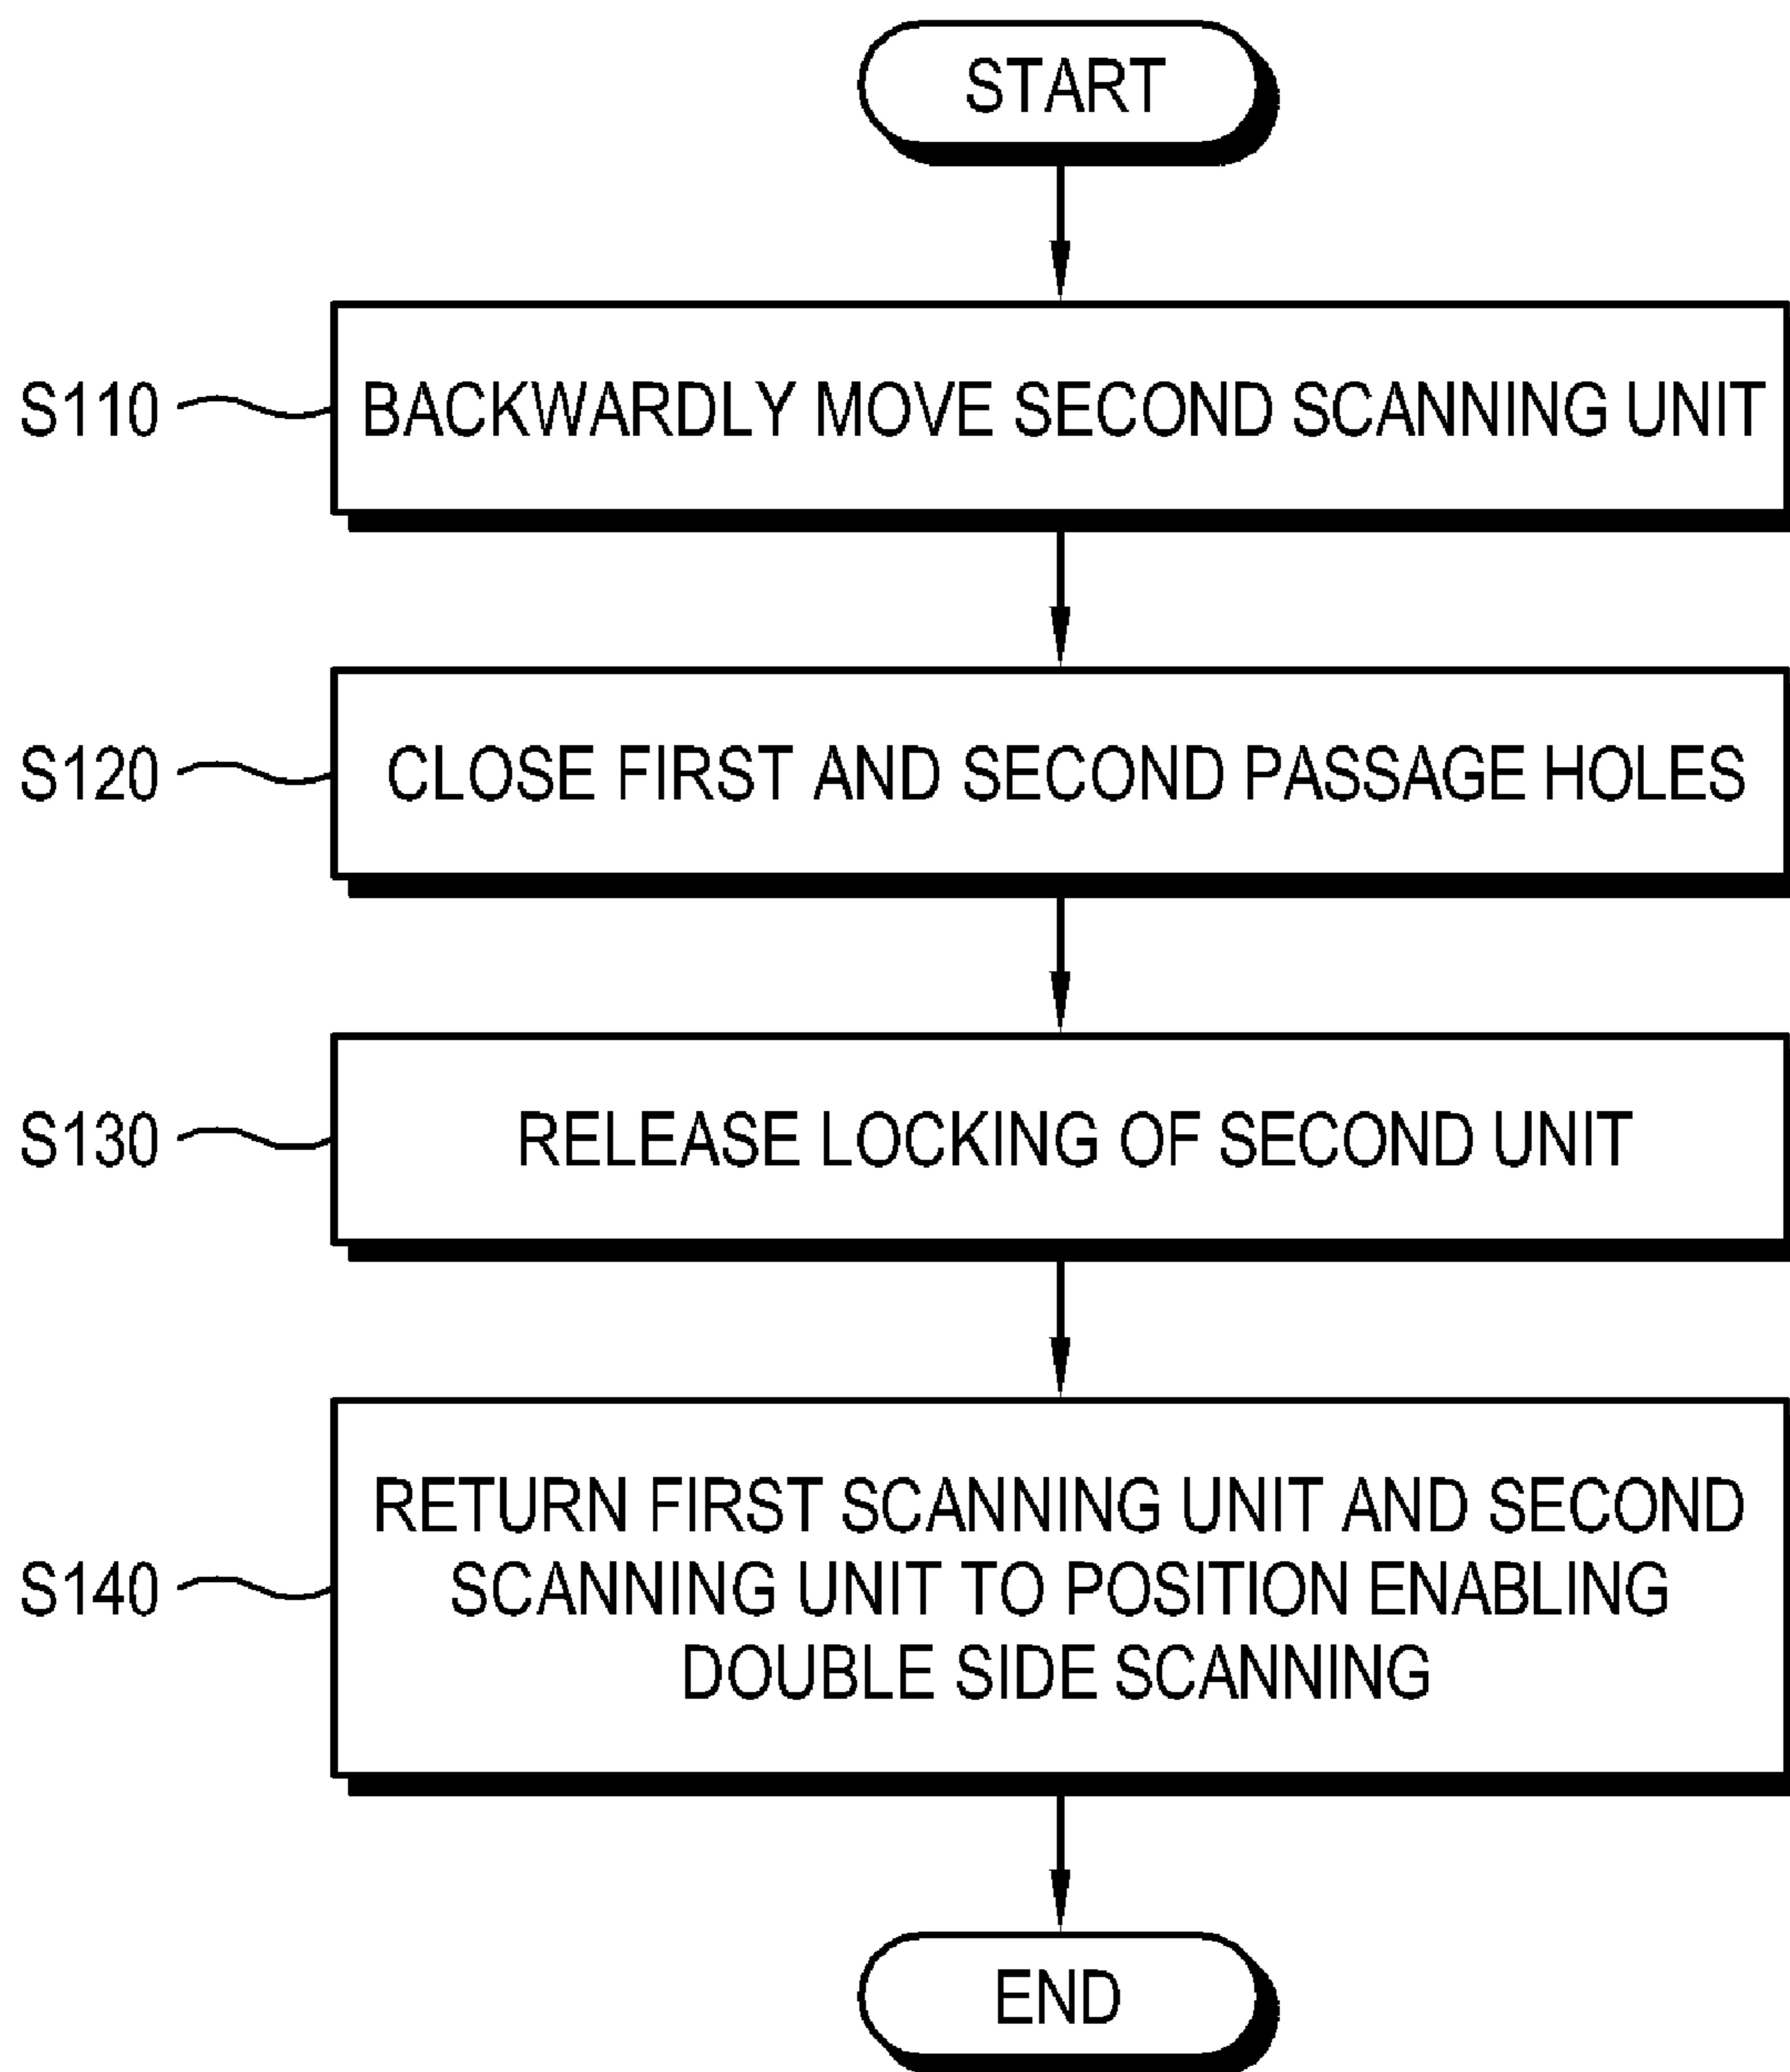 START
S110
BACKWARDLY MOVE SECOND SCANNING UNIT
S120
CLOSE FIRST AND SECOND PASSAGE HOLES
S130
RELEASE LOCKING OF SECOND UNIT
S140
RETURN FIRST SCANNING UNIT AND SECOND
SCANNING UNIT TO POSITION ENABLING
DOUBLE SIDE SCANNING
END